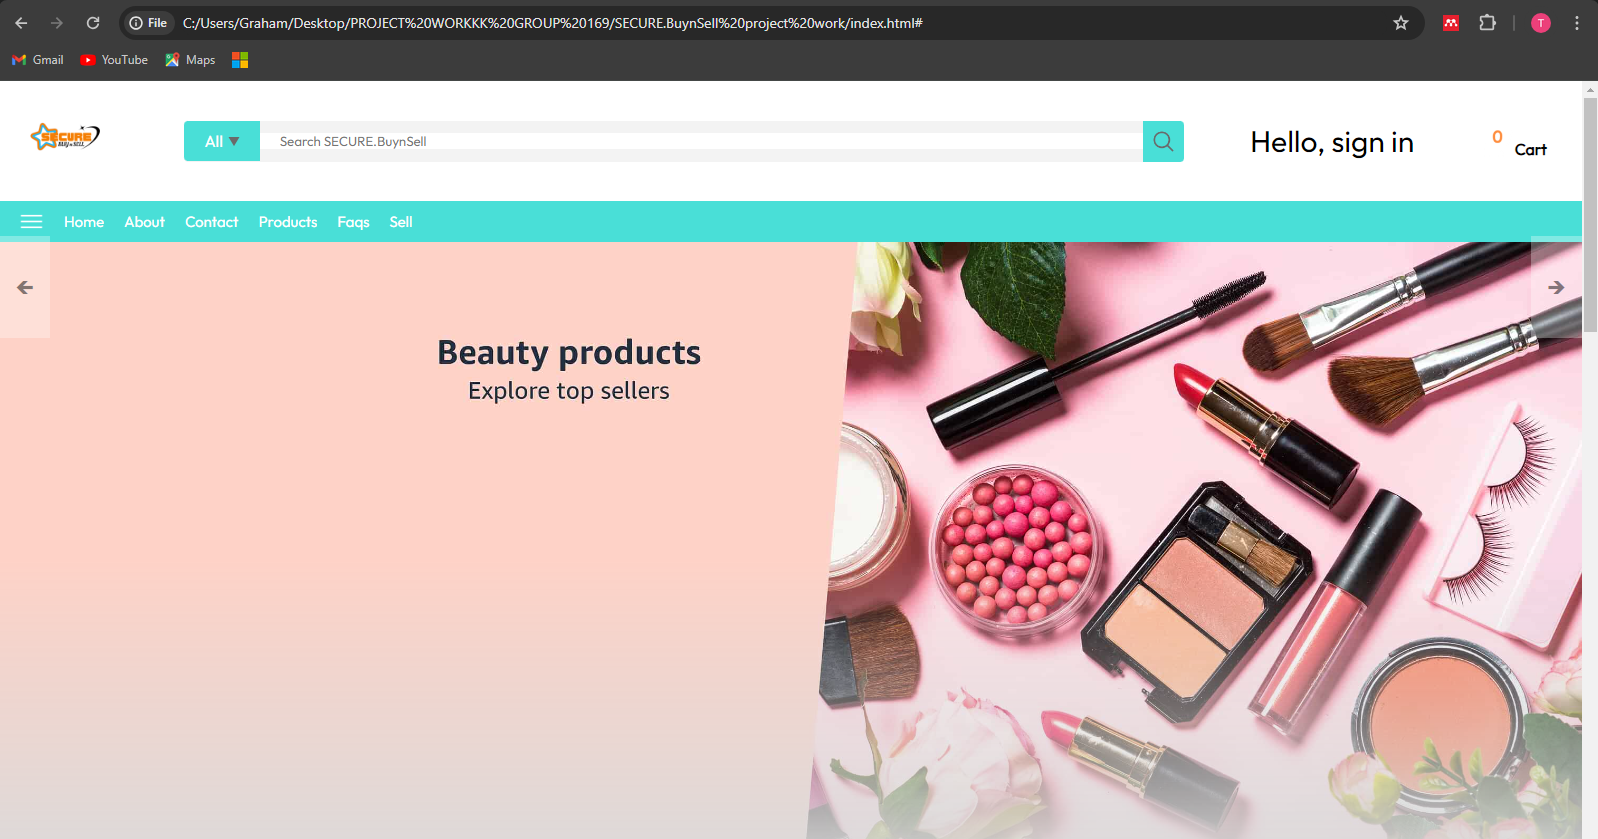 File C:/Users/Graham/Desktop/PROJECT%20WORKKK%20GROUP%20169/SECURE.BuynSell%20project%20work/index.html#
T
Gmail YouTube Maps
SECURE
BUY n SELL
All Search SECURE.BuynSell
Hello, sign in
0 Cart
Home About Contact Products Faqs Sell
Beauty products
Explore top sellers